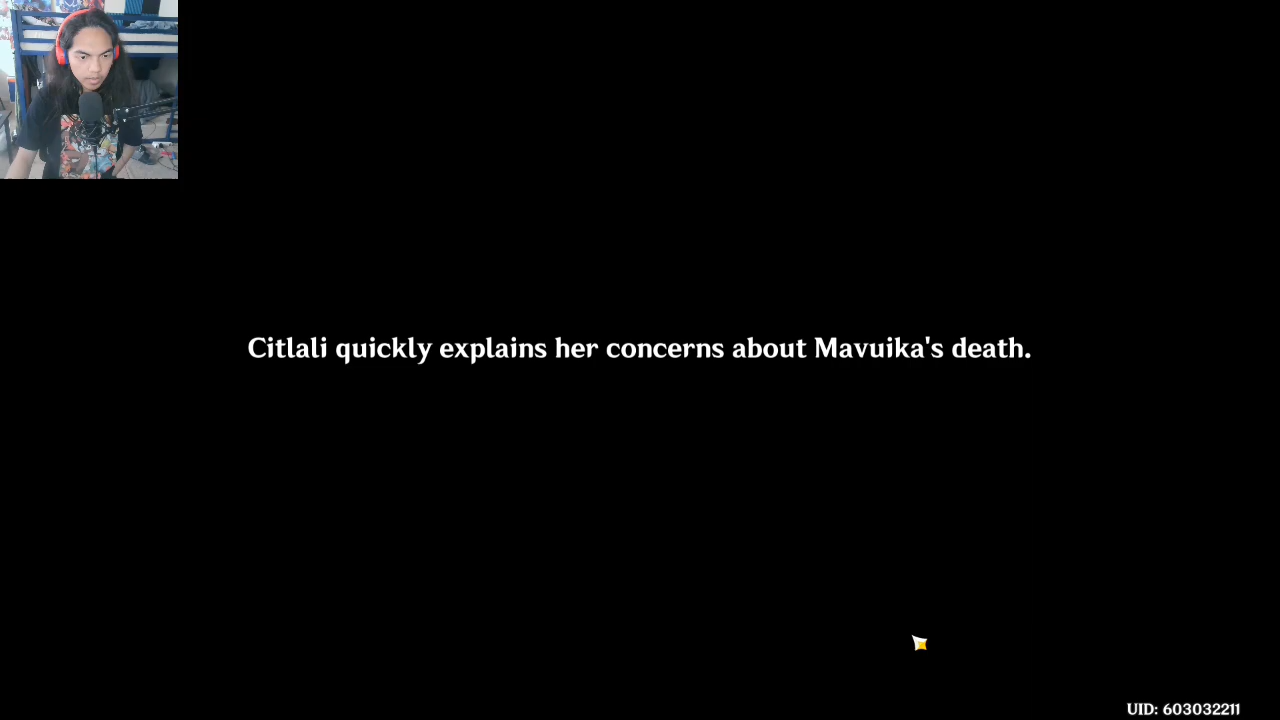 Citlali quickly explains her concerns about Mavuika's death.
UID: 603032211